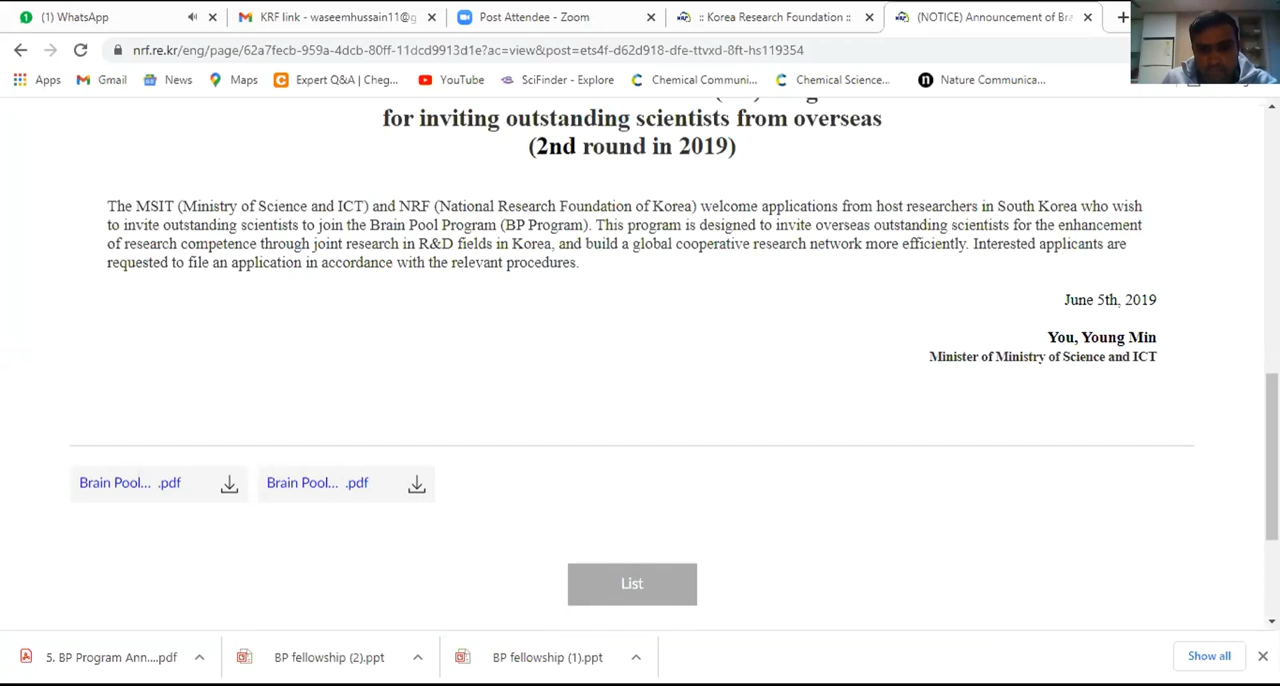 (1) WhatsApp
KRF link - waseemhussain11@g
Post Attendee - Zoom
:: Korea Research Foundation ::
(NOTICE) Announcement of Bra
nrf.re.kr/eng/page/62a7fecb-959a-4dcb-80ff-11dcd9913d1e?ac=view&post=ets4f-d62d918-dfe-ttvxd-8ft-hs119354
Apps
Gmail
News
Maps
Expert Q&A | Cheg...
YouTube
SciFinder - Explore
Chemical Communi...
Chemical Science...
Nature Communica...
for inviting outstanding scientists from overseas
(2nd round in 2019)
The MSIT (Ministry of Science and ICT) and NRF (National Research Foundation of Korea) welcome applications from host researchers in South Korea who wish
to invite outstanding scientists to join the Brain Pool Program (BP Program). This program is designed to invite overseas outstanding scientists for the enhancement
of research competence through joint research in R&D fields in Korea, and build a global cooperative research network more efficiently. Interested applicants are
requested to file an application in accordance with the relevant procedures.
June 5th, 2019
You, Young Min
Minister of Ministry of Science and ICT
Brain Pool... .pdf
Brain Pool... .pdf
List
5. BP Program Ann....pdf
BP fellowship (2).ppt
BP fellowship (1).ppt
Show all